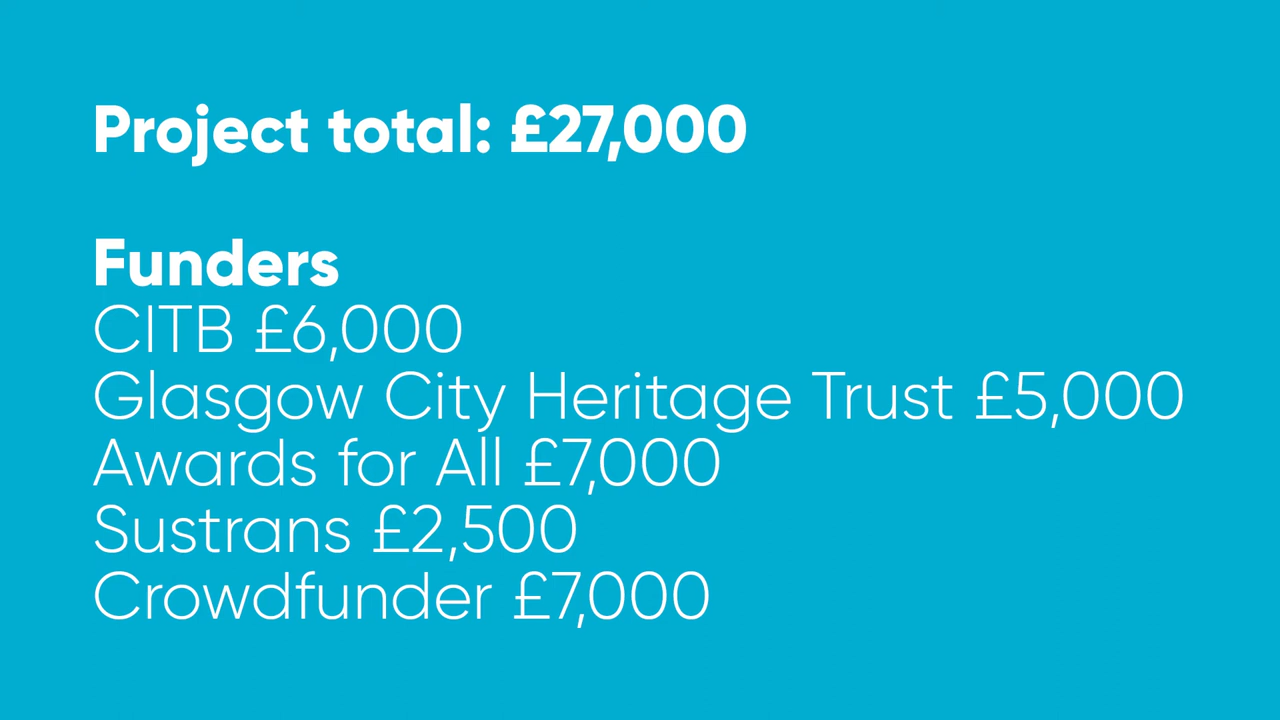 Project total: £27,000
Funders
CITB £6,000
Glasgow City Heritage Trust £5,000
Awards for All £7,000
Sustrans £2,500
Crowdfunder £7,000